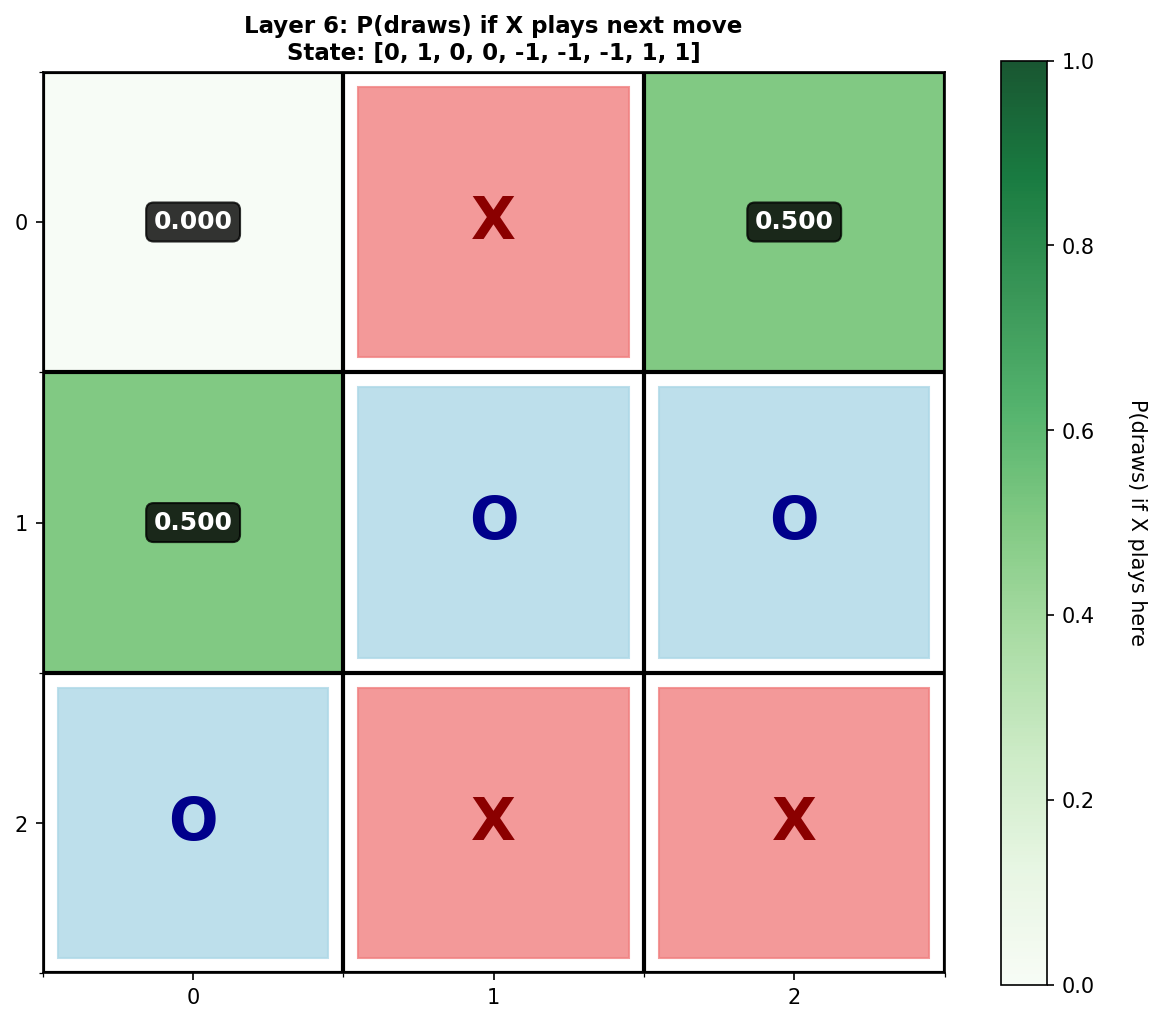 Layer 6: P(draws) if X plays next move
State: [0, 1, 0, 0, -1, -1, -1, 1, 1]
0.000
X
0.500
0.500
O
O
O
X
X
0
1
2
0
1
2
1.0
0.8
0.6
0.4
0.2
0.0
P(draws) if X plays here